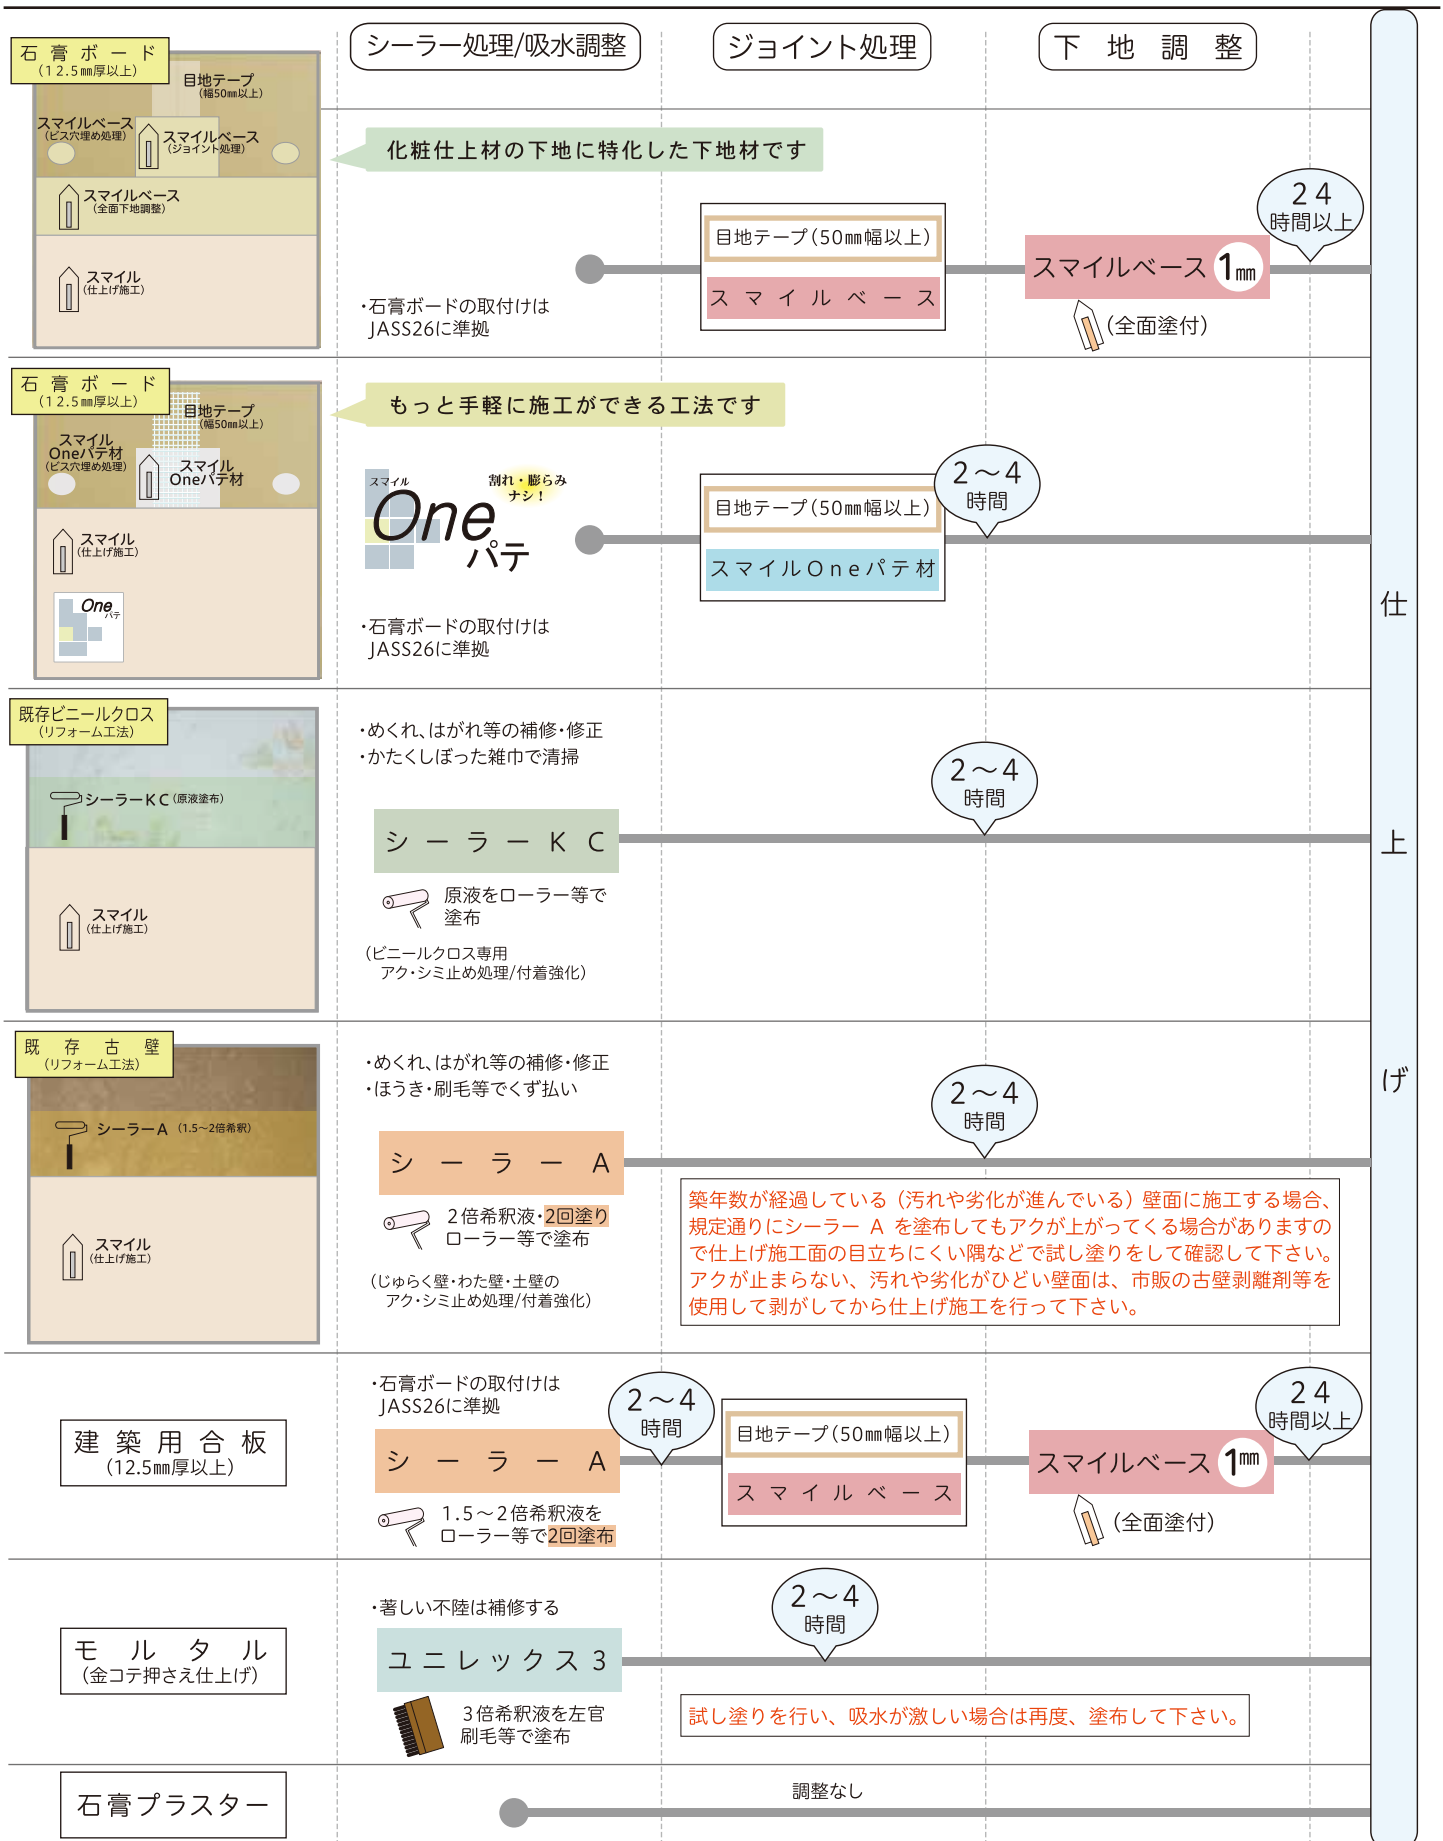 シーラー処理/吸水調整
ジョイント処理
下地調整
石膏ボード
(12.5㎜厚以上)
目地テープ
(幅50㎜以上)
スマイルベース
(ビス穴埋め処理)
スマイルベース
(ジョイント処理)
スマイルベース
(全面下地調整)
スマイル
(仕上げ施工)
化粧仕上材の下地に特化した下地材です
・石膏ボードの取付けは
JASS26に準拠
目地テープ(50㎜幅以上)
スマイルベース
スマイルベース 1mm
(全面塗付)
24
時間以上
石膏ボード
(12.5㎜厚以上)
目地テープ
(幅50㎜以上)
スマイル
Oneパテ材
(ビス穴埋め処理)
スマイル
Oneパテ材
スマイル
(仕上げ施工)
One
パテ
もっと手軽に施工ができる工法です
スマイル
One
パテ
割れ・膨らみ
ナシ！
・石膏ボードの取付けは
JASS26に準拠
目地テープ(50㎜幅以上)
スマイルOneパテ材
2～4
時間
既存ビニールクロス
(リフォーム工法)
シーラーKC(原液塗布)
スマイル
(仕上げ施工)
・めくれ、はがれ等の補修・修正
・かたくしぼった雑巾で清掃
シーラーKC
原液をローラー等で
塗布
(ビニールクロス専用
アク・シミ止め処理/付着強化)
2～4
時間
既存古壁
(リフォーム工法)
シーラーA (1.5～2倍希釈)
スマイル
(仕上げ施工)
・めくれ、はがれ等の補修・修正
・ほうき・刷毛等でくず払い
シーラーA
2倍希釈液・2回塗り
ローラー等で塗布
(じゅらく壁・わた壁・土壁の
アク・シミ止め処理/付着強化)
2～4
時間
築年数が経過している（汚れや劣化が進んでいる）壁面に施工する場合、
規定通りにシーラー A を塗布してもアクが上がってくる場合がありますの
で仕上げ施工面の目立ちにくい隅などで試し塗りをして確認して下さい。
アクが止まらない、汚れや劣化がひどい壁面は、市販の古壁剥離剤等を
使用して剥がしてから仕上げ施工を行って下さい。
建築用合板
(12.5㎜厚以上)
・石膏ボードの取付けは
JASS26に準拠
シーラーA
1.5～2倍希釈液を
ローラー等で2回塗布
2～4
時間
目地テープ(50㎜幅以上)
スマイルベース
スマイルベース 1mm
(全面塗付)
24
時間以上
モルタル
(金コテ押さえ仕上げ)
・著しい不陸は補修する
ユニレックス3
3倍希釈液を左官
刷毛等で塗布
2～4
時間
試し塗りを行い、吸水が激しい場合は再度、塗布して下さい。
石膏プラスター
調整なし
仕上げ